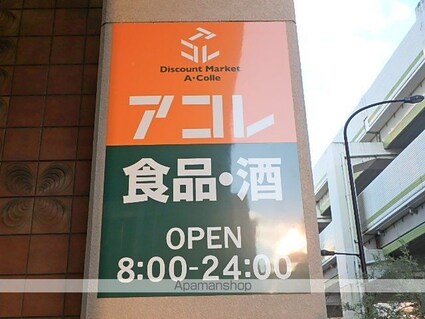 Discount Market
A・Colle
アコレ
食品・酒
OPEN
8:00-24:00
Apamanshop